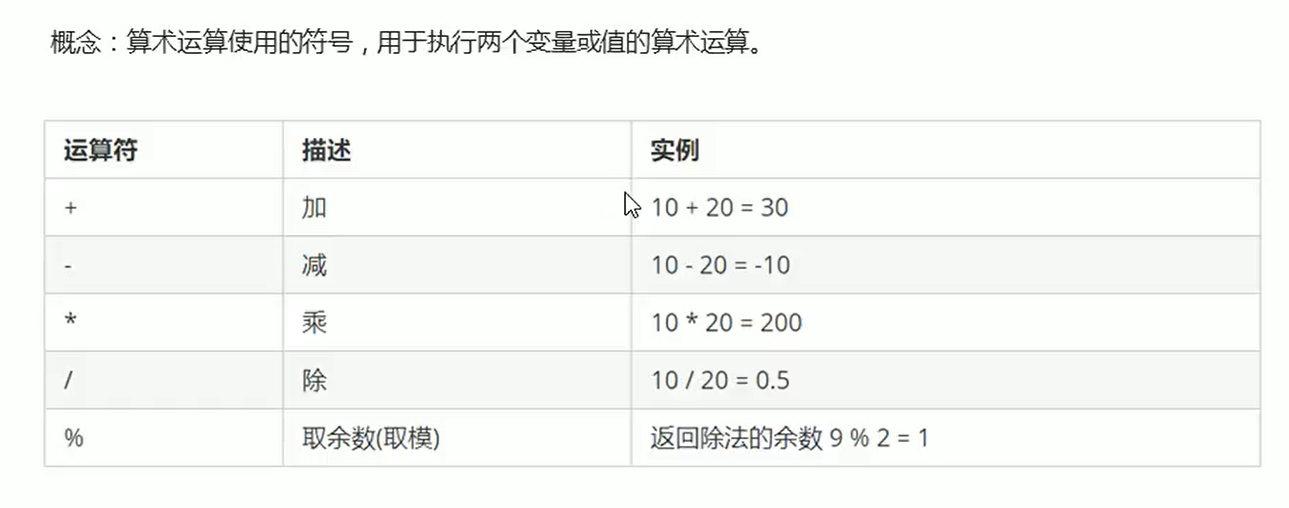 概念：算术运算使用的符号，用于执行两个变量或值的算术运算。
运算符 描述 实例
+ 加 10 + 20 = 30
- 减 10 - 20 = -10
* 乘 10 * 20 = 200
/ 除 10 / 20 = 0.5
% 取余数(取模) 返回除法的余数 9 % 2 = 1